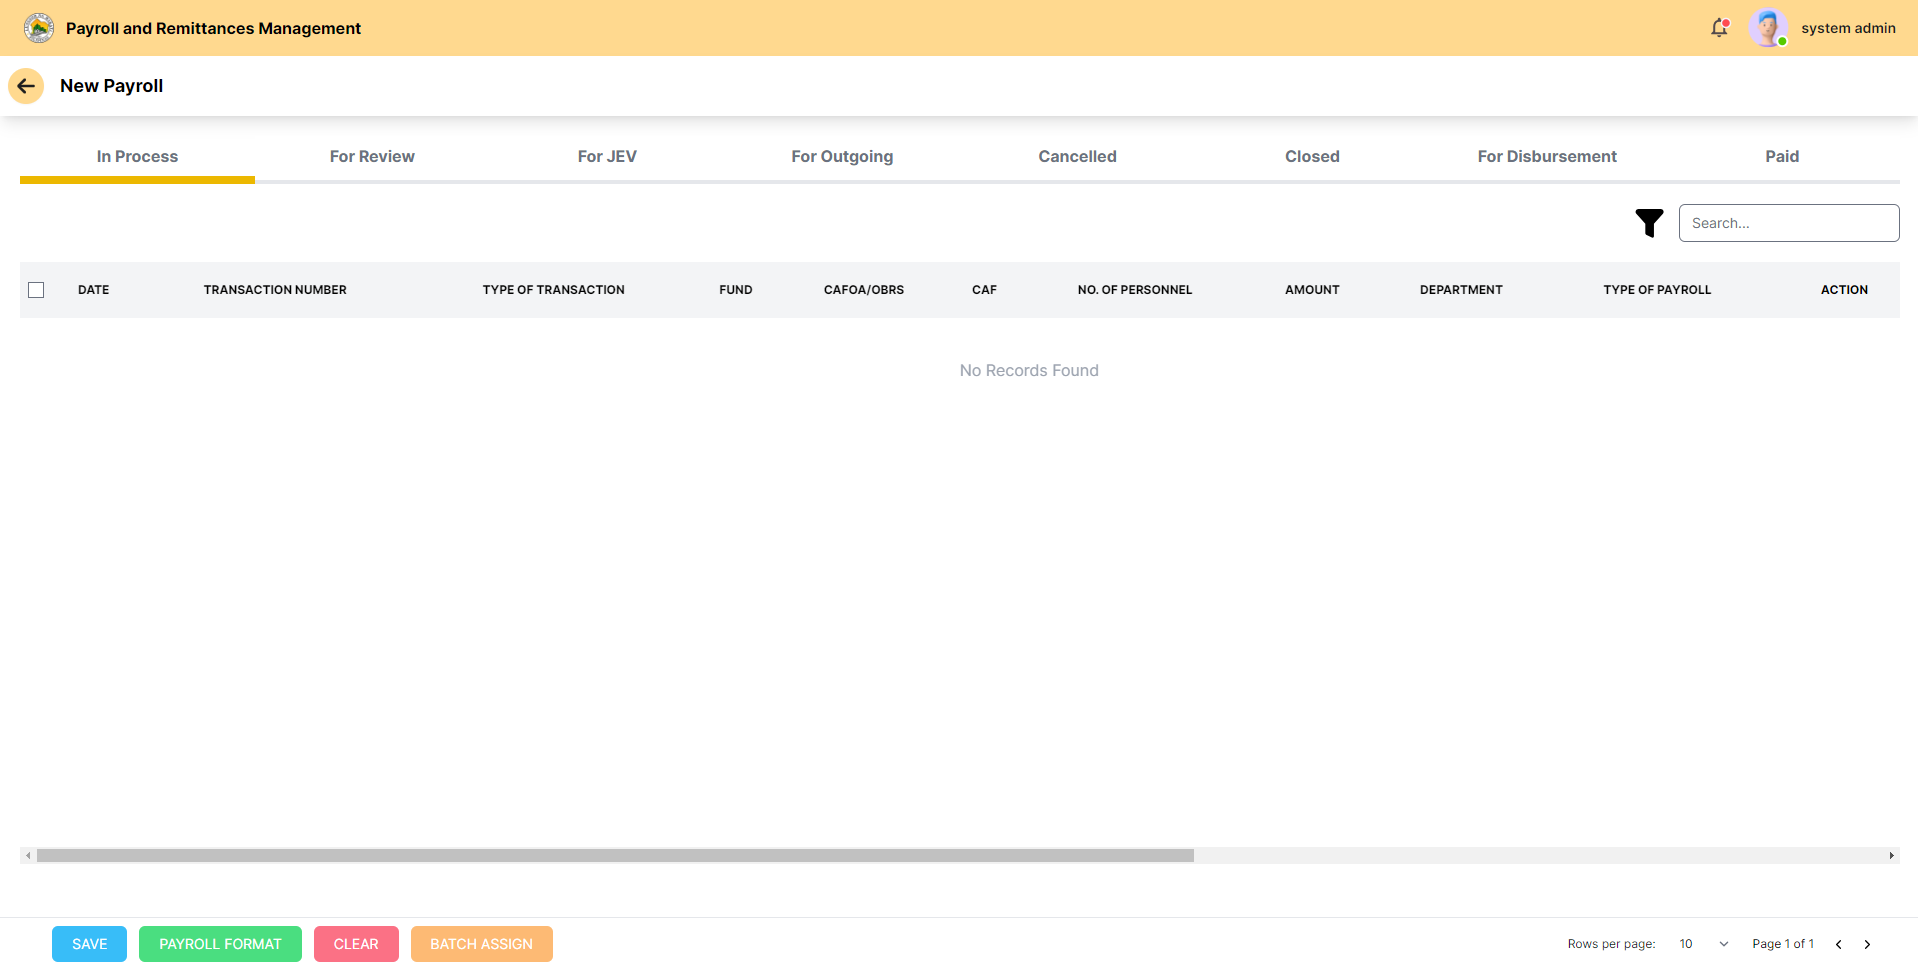 Payroll and Remittances Management
system admin
New Payroll
In Process For Review For JEV For Outgoing Cancelled Closed For Disbursement Paid
Search...
DATE TRANSACTION NUMBER TYPE OF TRANSACTION FUND CAFOA/OBRS CAF NO. OF PERSONNEL AMOUNT DEPARTMENT TYPE OF PAYROLL ACTION
No Records Found
SAVE PAYROLL FORMAT CLEAR BATCH ASSIGN Rows per page: 10 Page 1 of 1